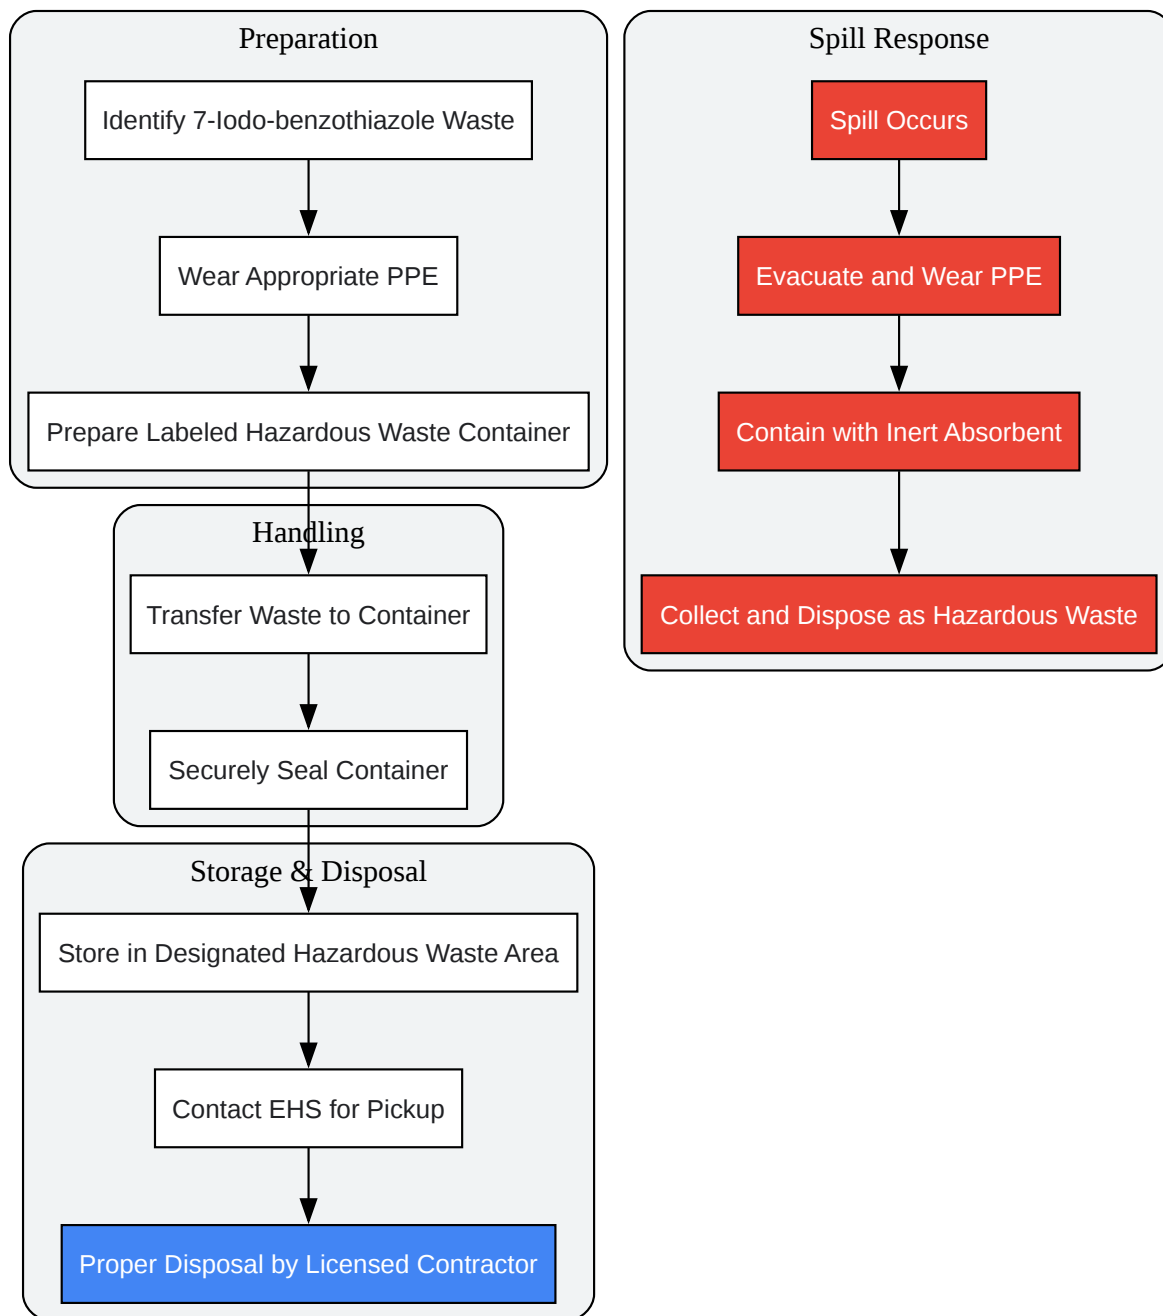 Preparation
Identify 7-Iodo-benzothiazole Waste
Wear Appropriate PPE
Prepare Labeled Hazardous Waste Container
Handling
Transfer Waste to Container
Securely Seal Container
Storage & Disposal
Store in Designated Hazardous Waste Area
Contact EHS for Pickup
Proper Disposal by Licensed Contractor
Spill Response
Spill Occurs
Evacuate and Wear PPE
Contain with Inert Absorbent
Collect and Dispose as Hazardous Waste